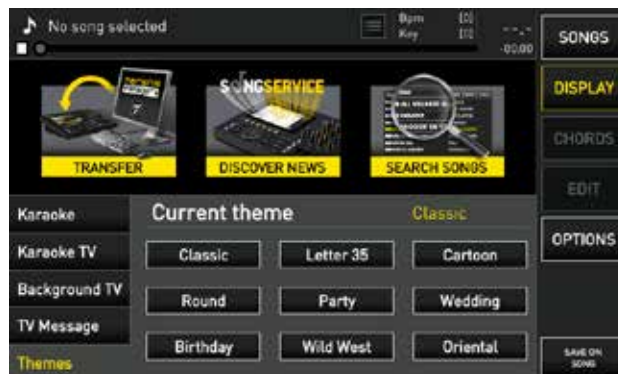 No song selected
Bpm [0]
Key [0]
--.-
-00:00
SONGS
DISPLAY
CHORDS
EDIT
OPTIONS
SAVE ON
SONG
SONGSERVICE
TRANSFER
DISCOVER NEWS
SEARCH SONGS
Karaoke
Karaoke TV
Background TV
TV Message
Themes
Current theme
Classic
Classic
Letter 35
Cartoon
Round
Party
Wedding
Birthday
Wild West
Oriental